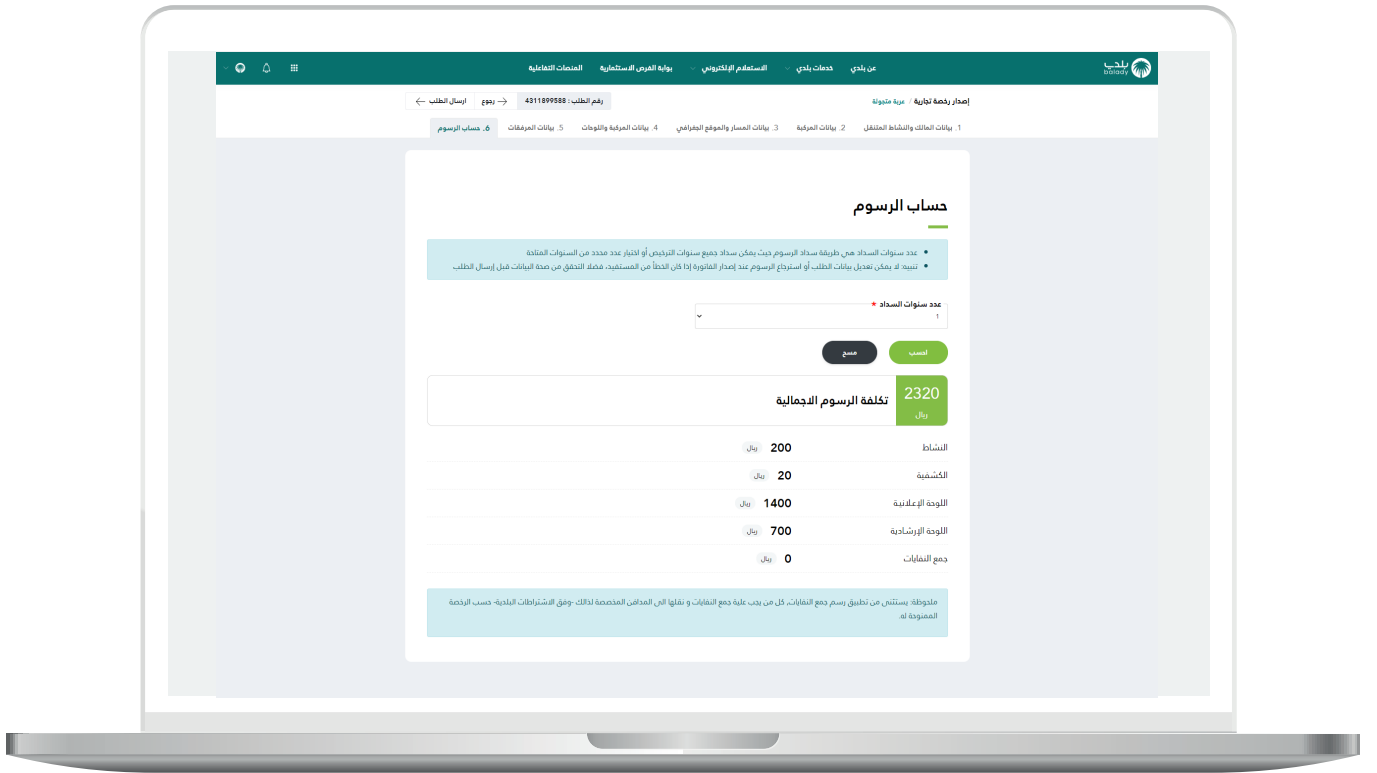 بلدي
balady
عن بلدي
خدمات بلدي
الاستعلام الإلكتروني
بوابة الفرص الاستثمارية
المنصات التفاعلية
إصدار رخصة تجارية / عربة متجولة
رقم الطلب : 4311899588
رجوع
ارسال الطلب
1. بيانات المالك والنشاط المتنقل
2. بيانات المركبة
3. بيانات المسار والموقع الجغرافي
4. بيانات المركبة واللوحات
5. بيانات المرفقات
6. حساب الرسوم
حساب الرسوم
عدد سنوات السداد هي طريقة سداد الرسوم حيث يمكن سداد جميع سنوات الترخيص أو اختيار عدد محدد من السنوات المتاحة
تنبيه: لا يمكن تعديل بيانات الطلب أو استرجاع الرسوم عند إصدار الفاتورة إذا كان الخطأ من المستفيد، فضلا التحقق من صحة البيانات قبل إرسال الطلب
عدد سنوات السداد *
1
احسب
مسح
2320
ريال
تكلفة الرسوم الاجمالية
النشاط 200 ريال
الكشفية 20 ريال
اللوحة الإعلانية 1400 ريال
اللوحة الإرشادية 700 ريال
جمع النفايات 0 ريال
ملحوظة: يستثنى من تطبيق رسم جمع النفايات، كل من يجب علية جمع النفايات و نقلها الى المدافن المخصصة لذالك -وفق الاشتراطات البلدية- حسب الرخصة
الممنوحة له.